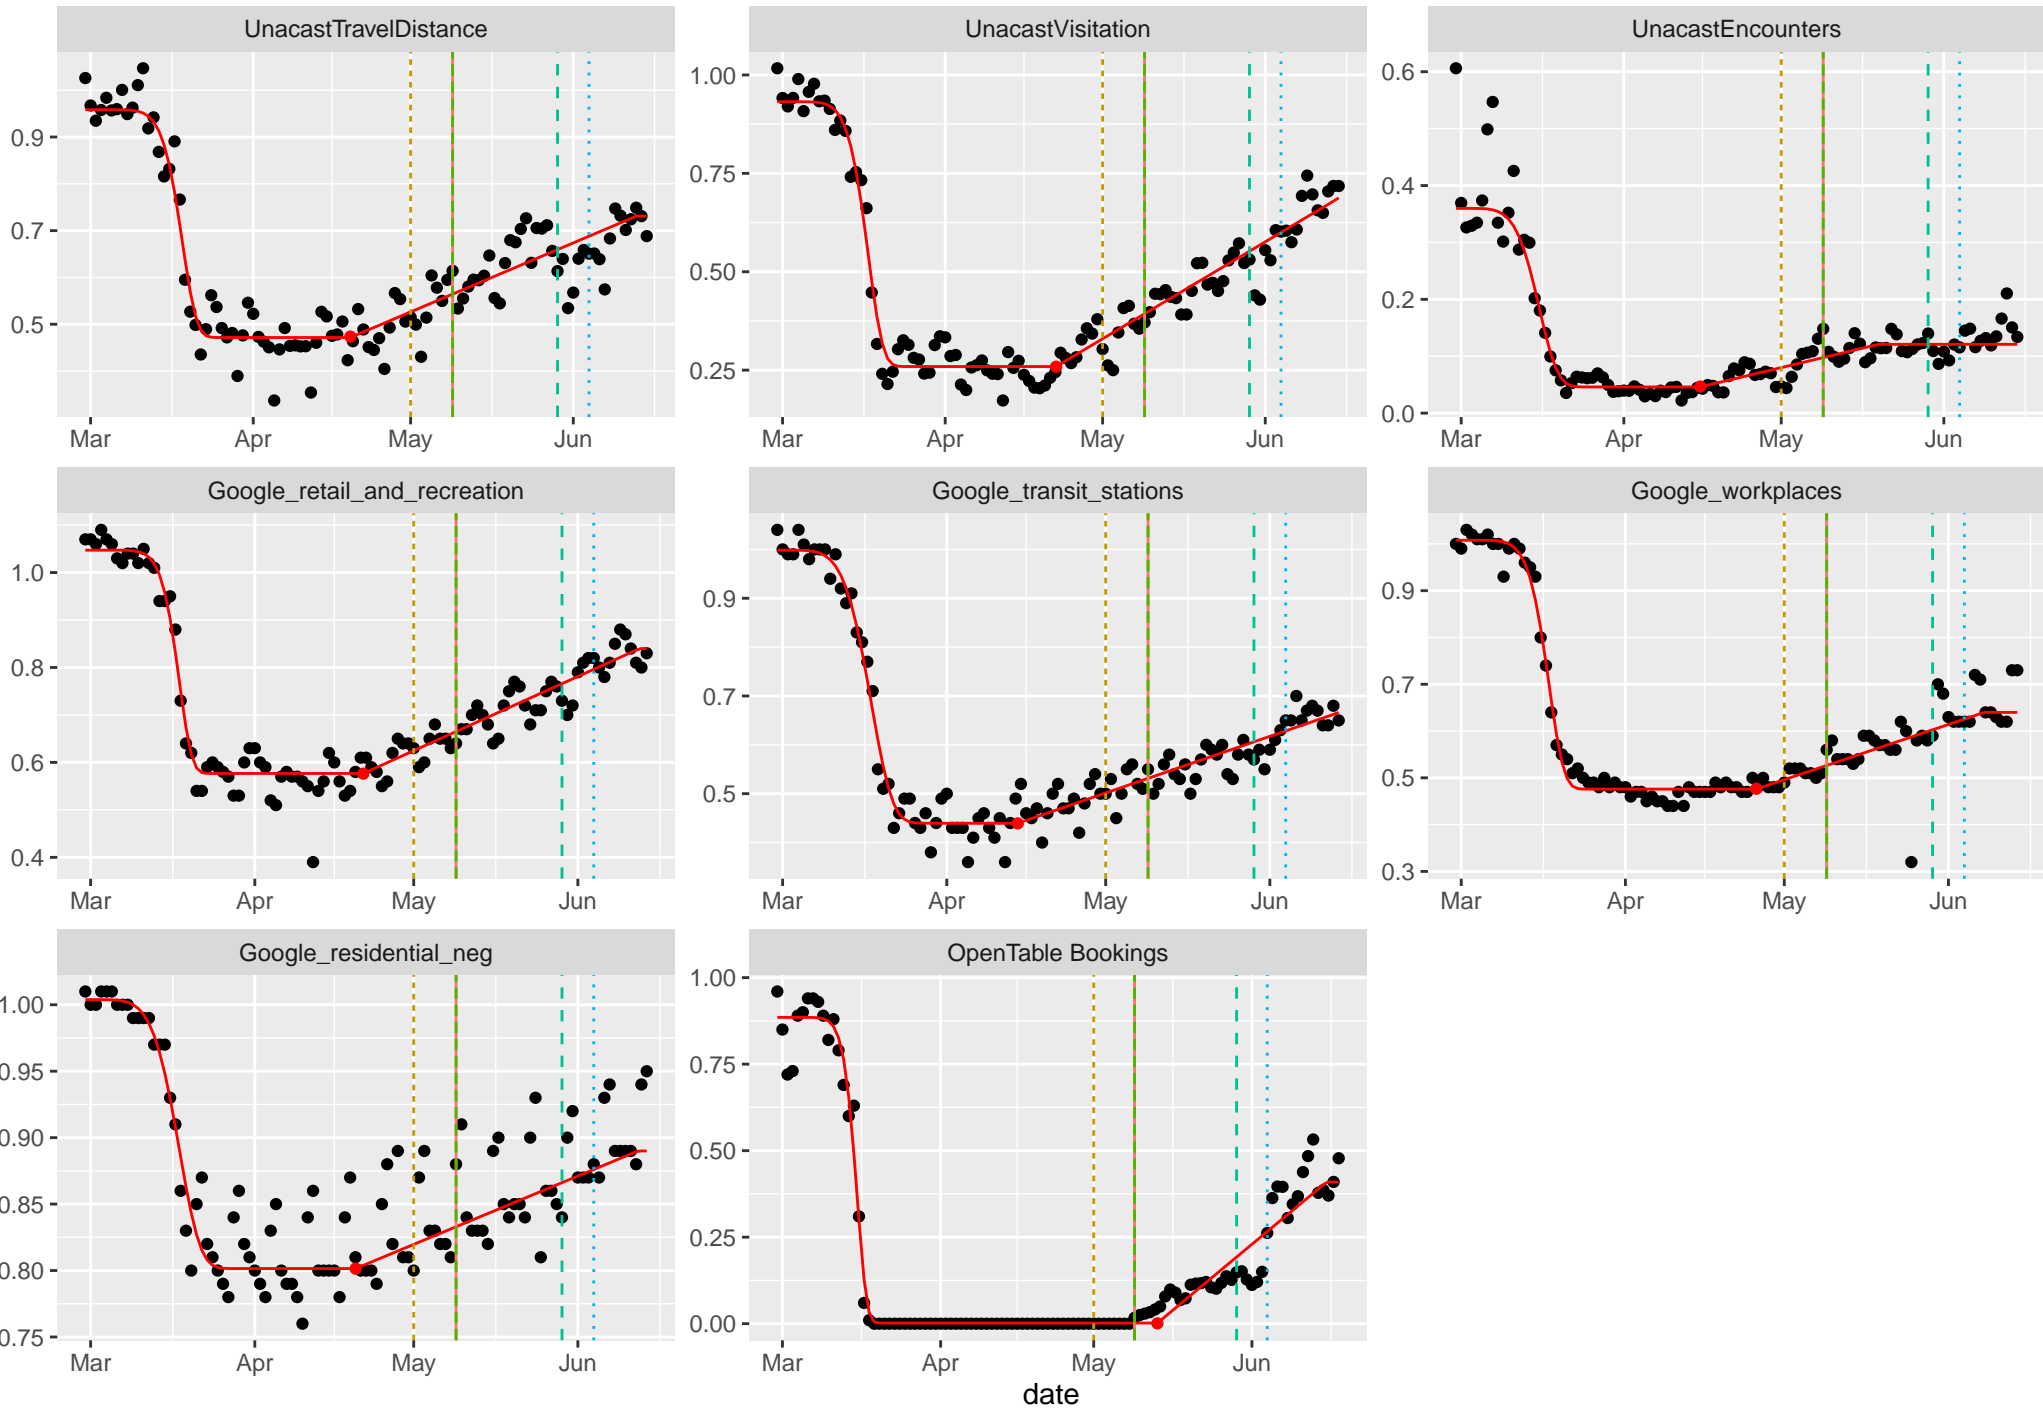 UnacastTravelDistance UnacastVisitation UnacastEncounters
0.9
0.7
0.5
Mar Apr May Jun
1.00
0.75
0.50
0.25
Mar Apr May Jun
0.6
0.4
0.2
0.0
Mar Apr May Jun
Google_retail_and_recreation Google_transit_stations Google_workplaces
1.0
0.8
0.6
0.4
Mar Apr May Jun
0.9
0.7
0.5
Mar Apr May Jun
0.9
0.7
0.5
0.3
Mar Apr May Jun
Google_residential_neg OpenTable Bookings
1.00
0.95
0.90
0.85
0.80
0.75
Mar Apr May Jun
1.00
0.75
0.50
0.25
0.00
Mar Apr May Jun
date